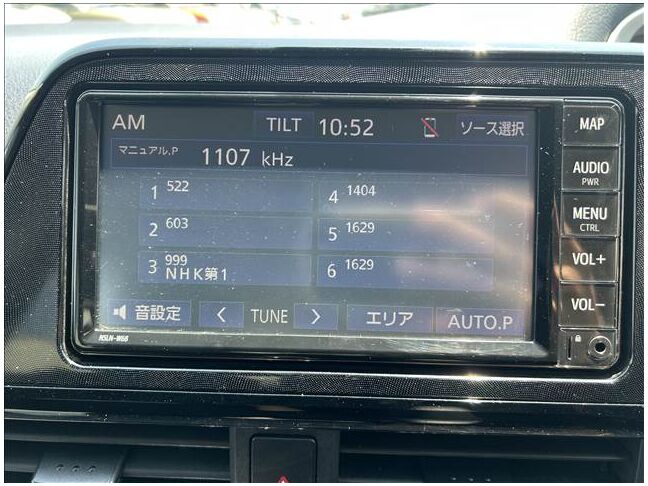 AM TILT 10:52 ソース選択
マニュアル.P 1107 kHz
1 522
4 1404
2 603
5 1629
3 999 NHK第1
6 1629
音設定 < TUNE > エリア AUTO.P
NSLN-W66
MAP
AUDIO
PWR
MENU
CTRL
VOL+
VOL-